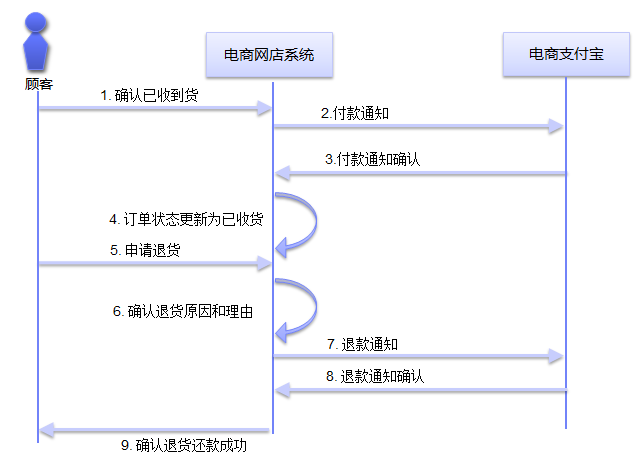 顾客
电商网店系统
电商支付宝
1. 确认已收到货
2.付款通知
3.付款通知确认
4. 订单状态更新为已收货
5. 申请退货
6. 确认退货原因和理由
7. 退款通知
8. 退款通知确认
9. 确认退货还款成功